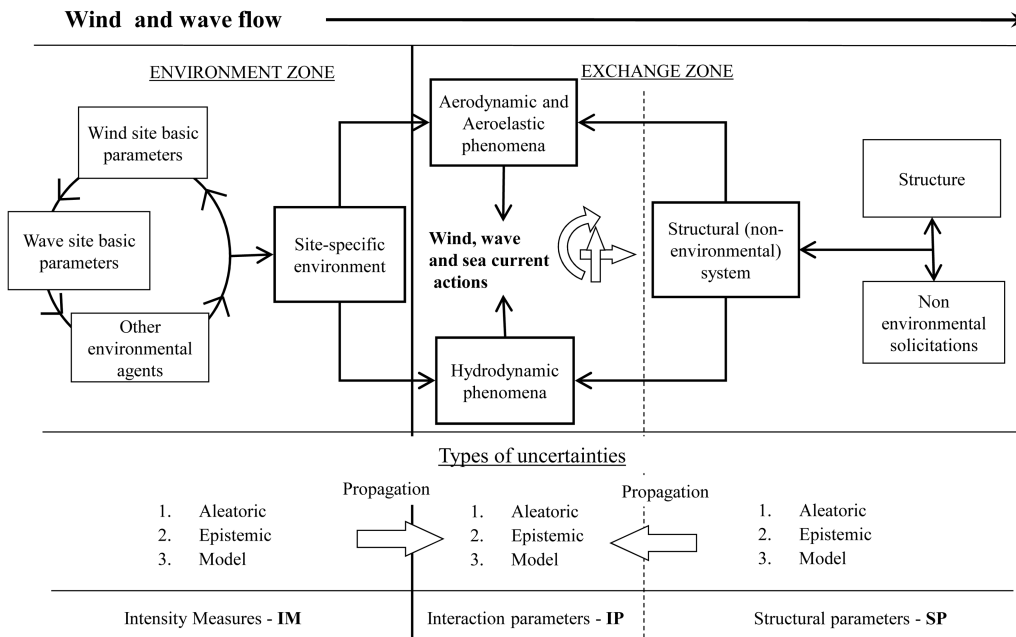 Wind and wave flow
ENVIRONMENT ZONE
EXCHANGE ZONE
Wind site basic
parameters
Wave site basic
parameters
Other
environmental
agents
Site-specific
environment
Aerodynamic and
Aeroelastic
phenomena
Wind, wave
and sea current
actions
Hydrodynamic
phenomena
Structural (non-
environmental)
system
Structure
Non
environmental
solicitations
Types of uncertainties
Propagation
Propagation
1. Aleatoric
2. Epistemic
3. Model
1. Aleatoric
2. Epistemic
3. Model
1. Aleatoric
2. Epistemic
3. Model
Intensity Measures - IM
Interaction parameters - IP
Structural parameters - SP